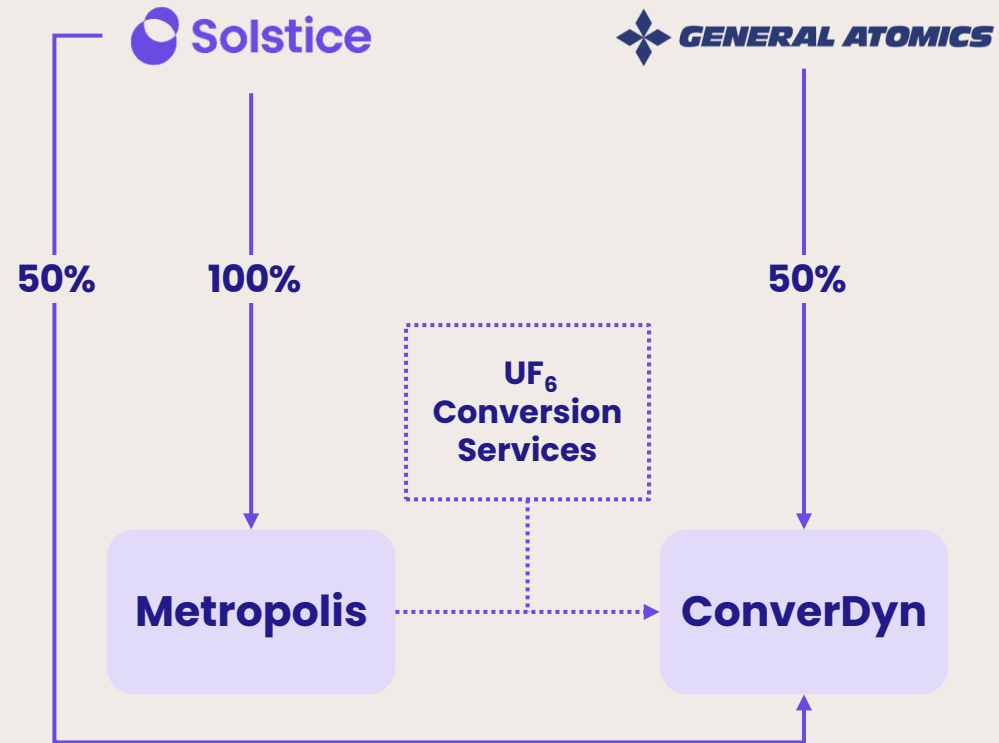 Solstice
GENERAL ATOMICS
50%
100%
50%
UF₆
Conversion
Services
Metropolis
ConverDyn